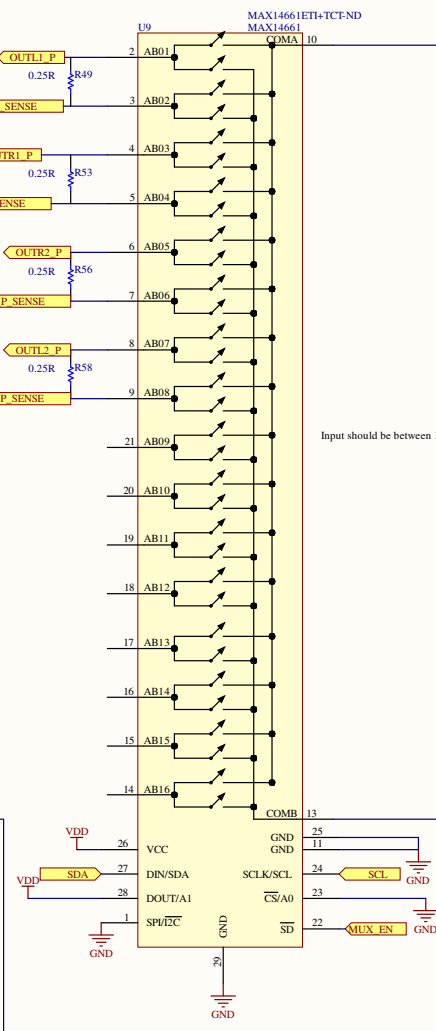 MAX14661ETI+TCT-ND
U9 MAX14661
COMA 10
OUTL1_P 2 AB01
0.25R R49
_SENSE 3 AB02
TR1_P 4 AB03
0.25R R53
ENSE 5 AB04
OUTR2_P 6 AB05
0.25R R56
P_SENSE 7 AB06
OUTL2_P 8 AB07
0.25R R58
P_SENSE 9 AB08
Input should be between
21 AB09
20 AB10
19 AB11
18 AB12
17 AB13
16 AB14
15 AB15
14 AB16
COMB 13
VDD GND 25
26 VCC GND 11
SDA 27 DIN/SDA SCLK/SCL 24 SCL
GND
VDD 28 DOUT/A1 CS/A0 23
1 SPI/I2C GND SD 22 MUX_EN
GND
GND
29
GND